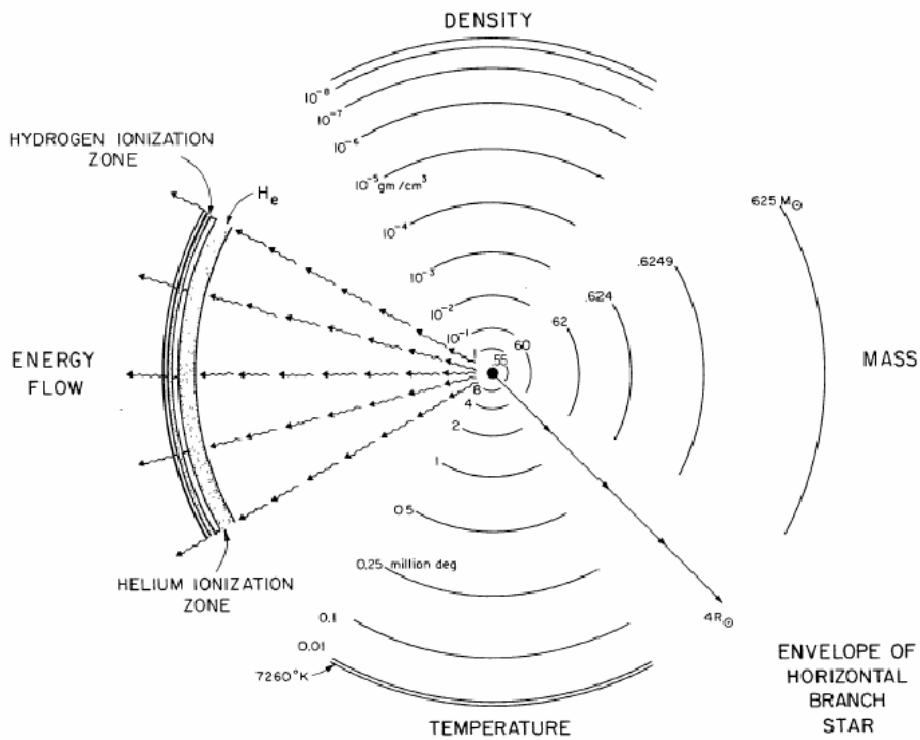 DENSITY
10⁻⁸
10⁻⁷
10⁻⁶
10⁻⁵ gm/cm³
10⁻⁴
10⁻³
10⁻²
10⁻¹
1
HYDROGEN IONIZATION
ZONE
He
ENERGY
FLOW
HELIUM IONIZATION
ZONE
55
60
.62
.624
.6249
625 M⊙
MASS
8
4
2
1
0.5
0.25 million deg
0.1
0.01
7260°K
TEMPERATURE
4R⊙
ENVELOPE OF
HORIZONTAL
BRANCH
STAR